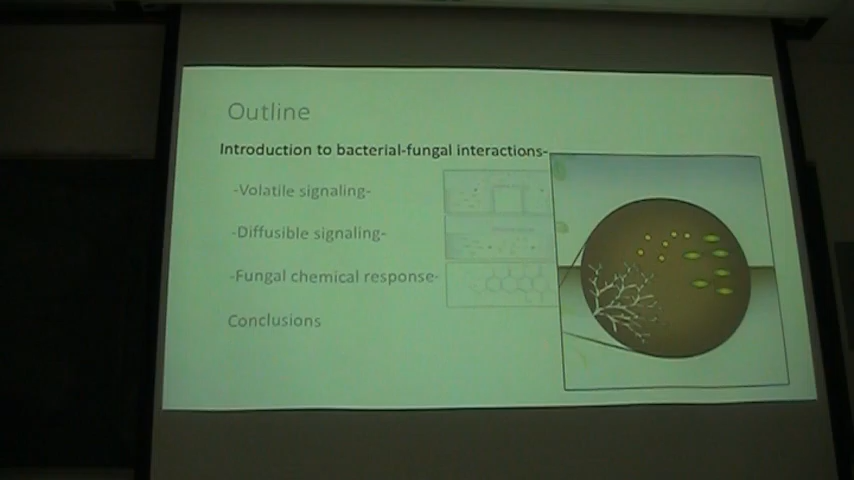 Outline
Introduction to bacterial-fungal interactions-
-Volatile signaling-
-Diffusible signaling-
-Fungal chemical response-
Conclusions